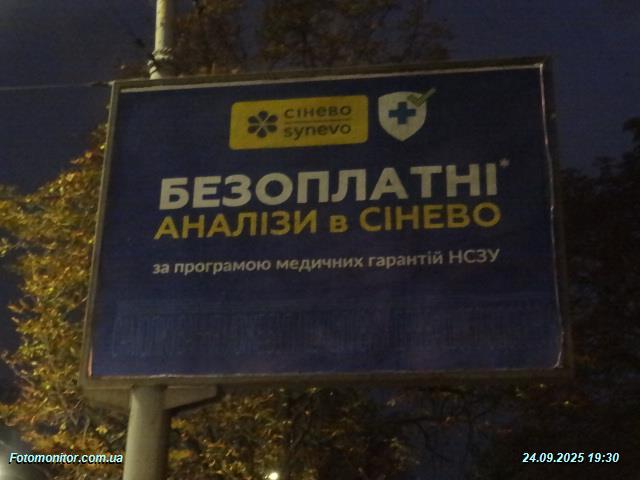 сінево
synevo
БЕЗОПЛАТНІ*
АНАЛІЗИ в СІНЕВО
за програмою медичних гарантій НСЗУ
Fotomonitor.com.ua
24.09.2025 19:30